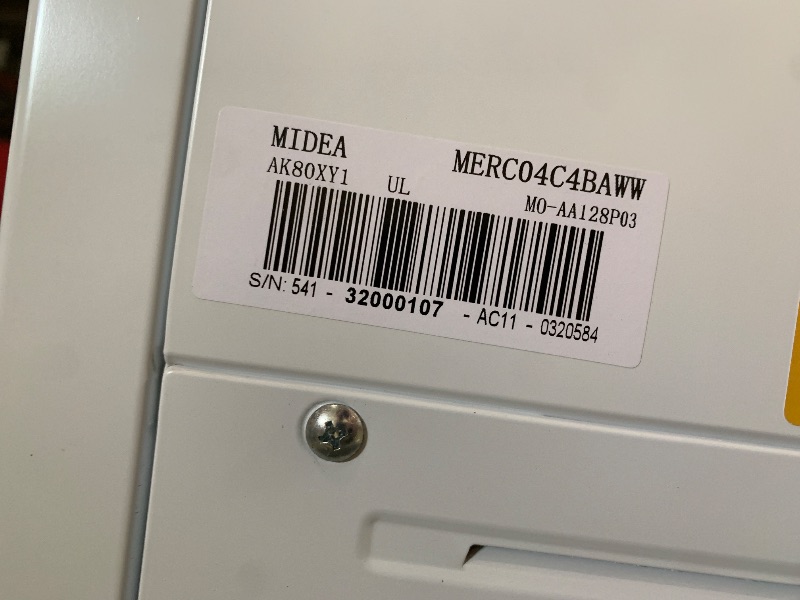 MIDEA
MERC04C4BAWW
AK80XY1
UL
MO-AA128P03
S/N: 541 - 32000107 - AC11 - 0320584